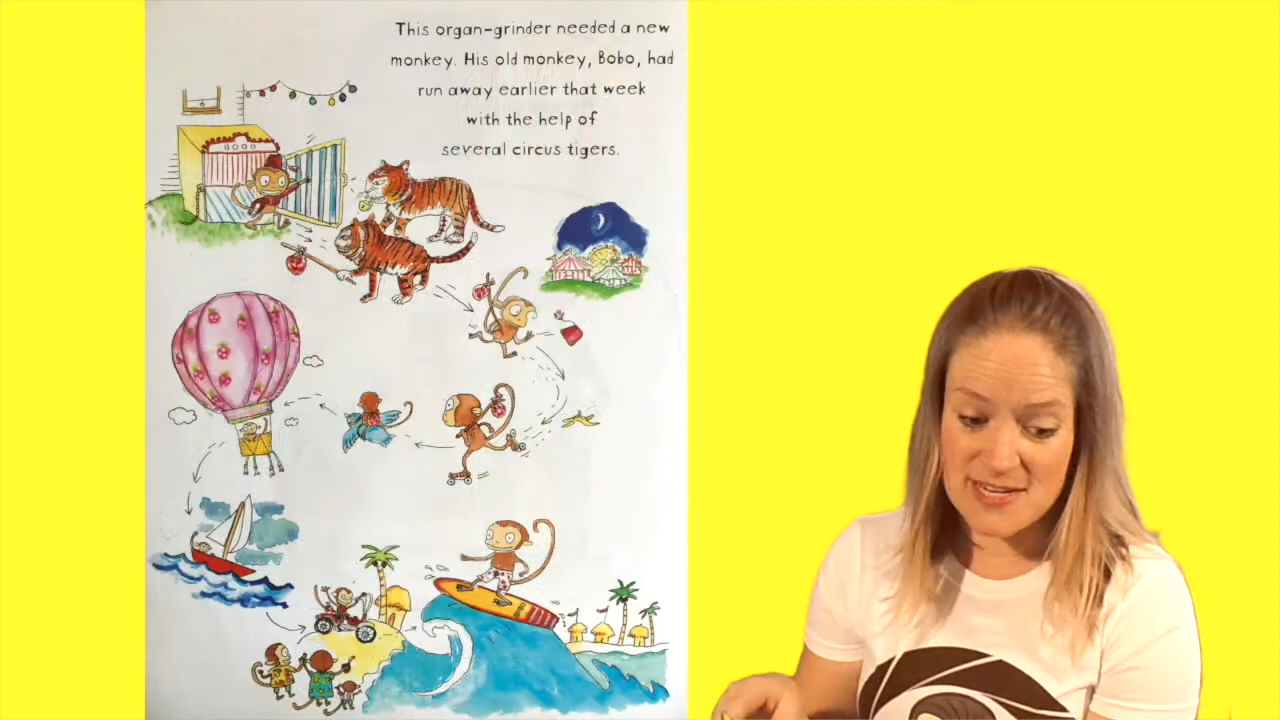 This organ-grinder needed a new
monkey. His old monkey, Bobo, had
run away earlier that week
with the help of
several circus tigers.
BOBO